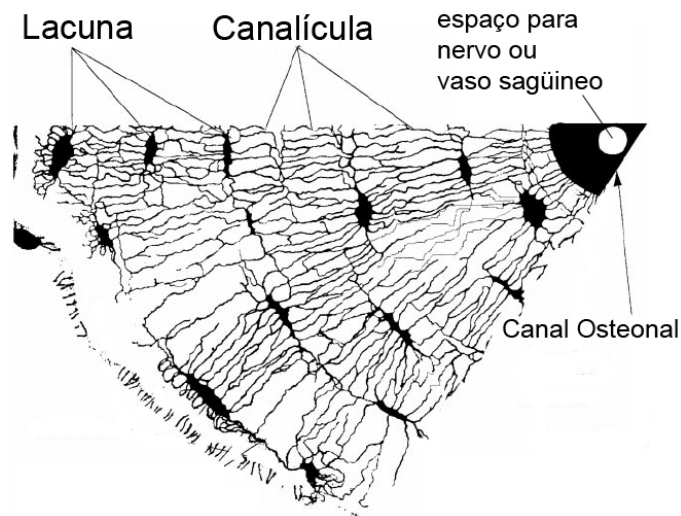 Lacuna
Canalícula
espaço para
nervo ou
vaso sagüineo
Canal Osteonal